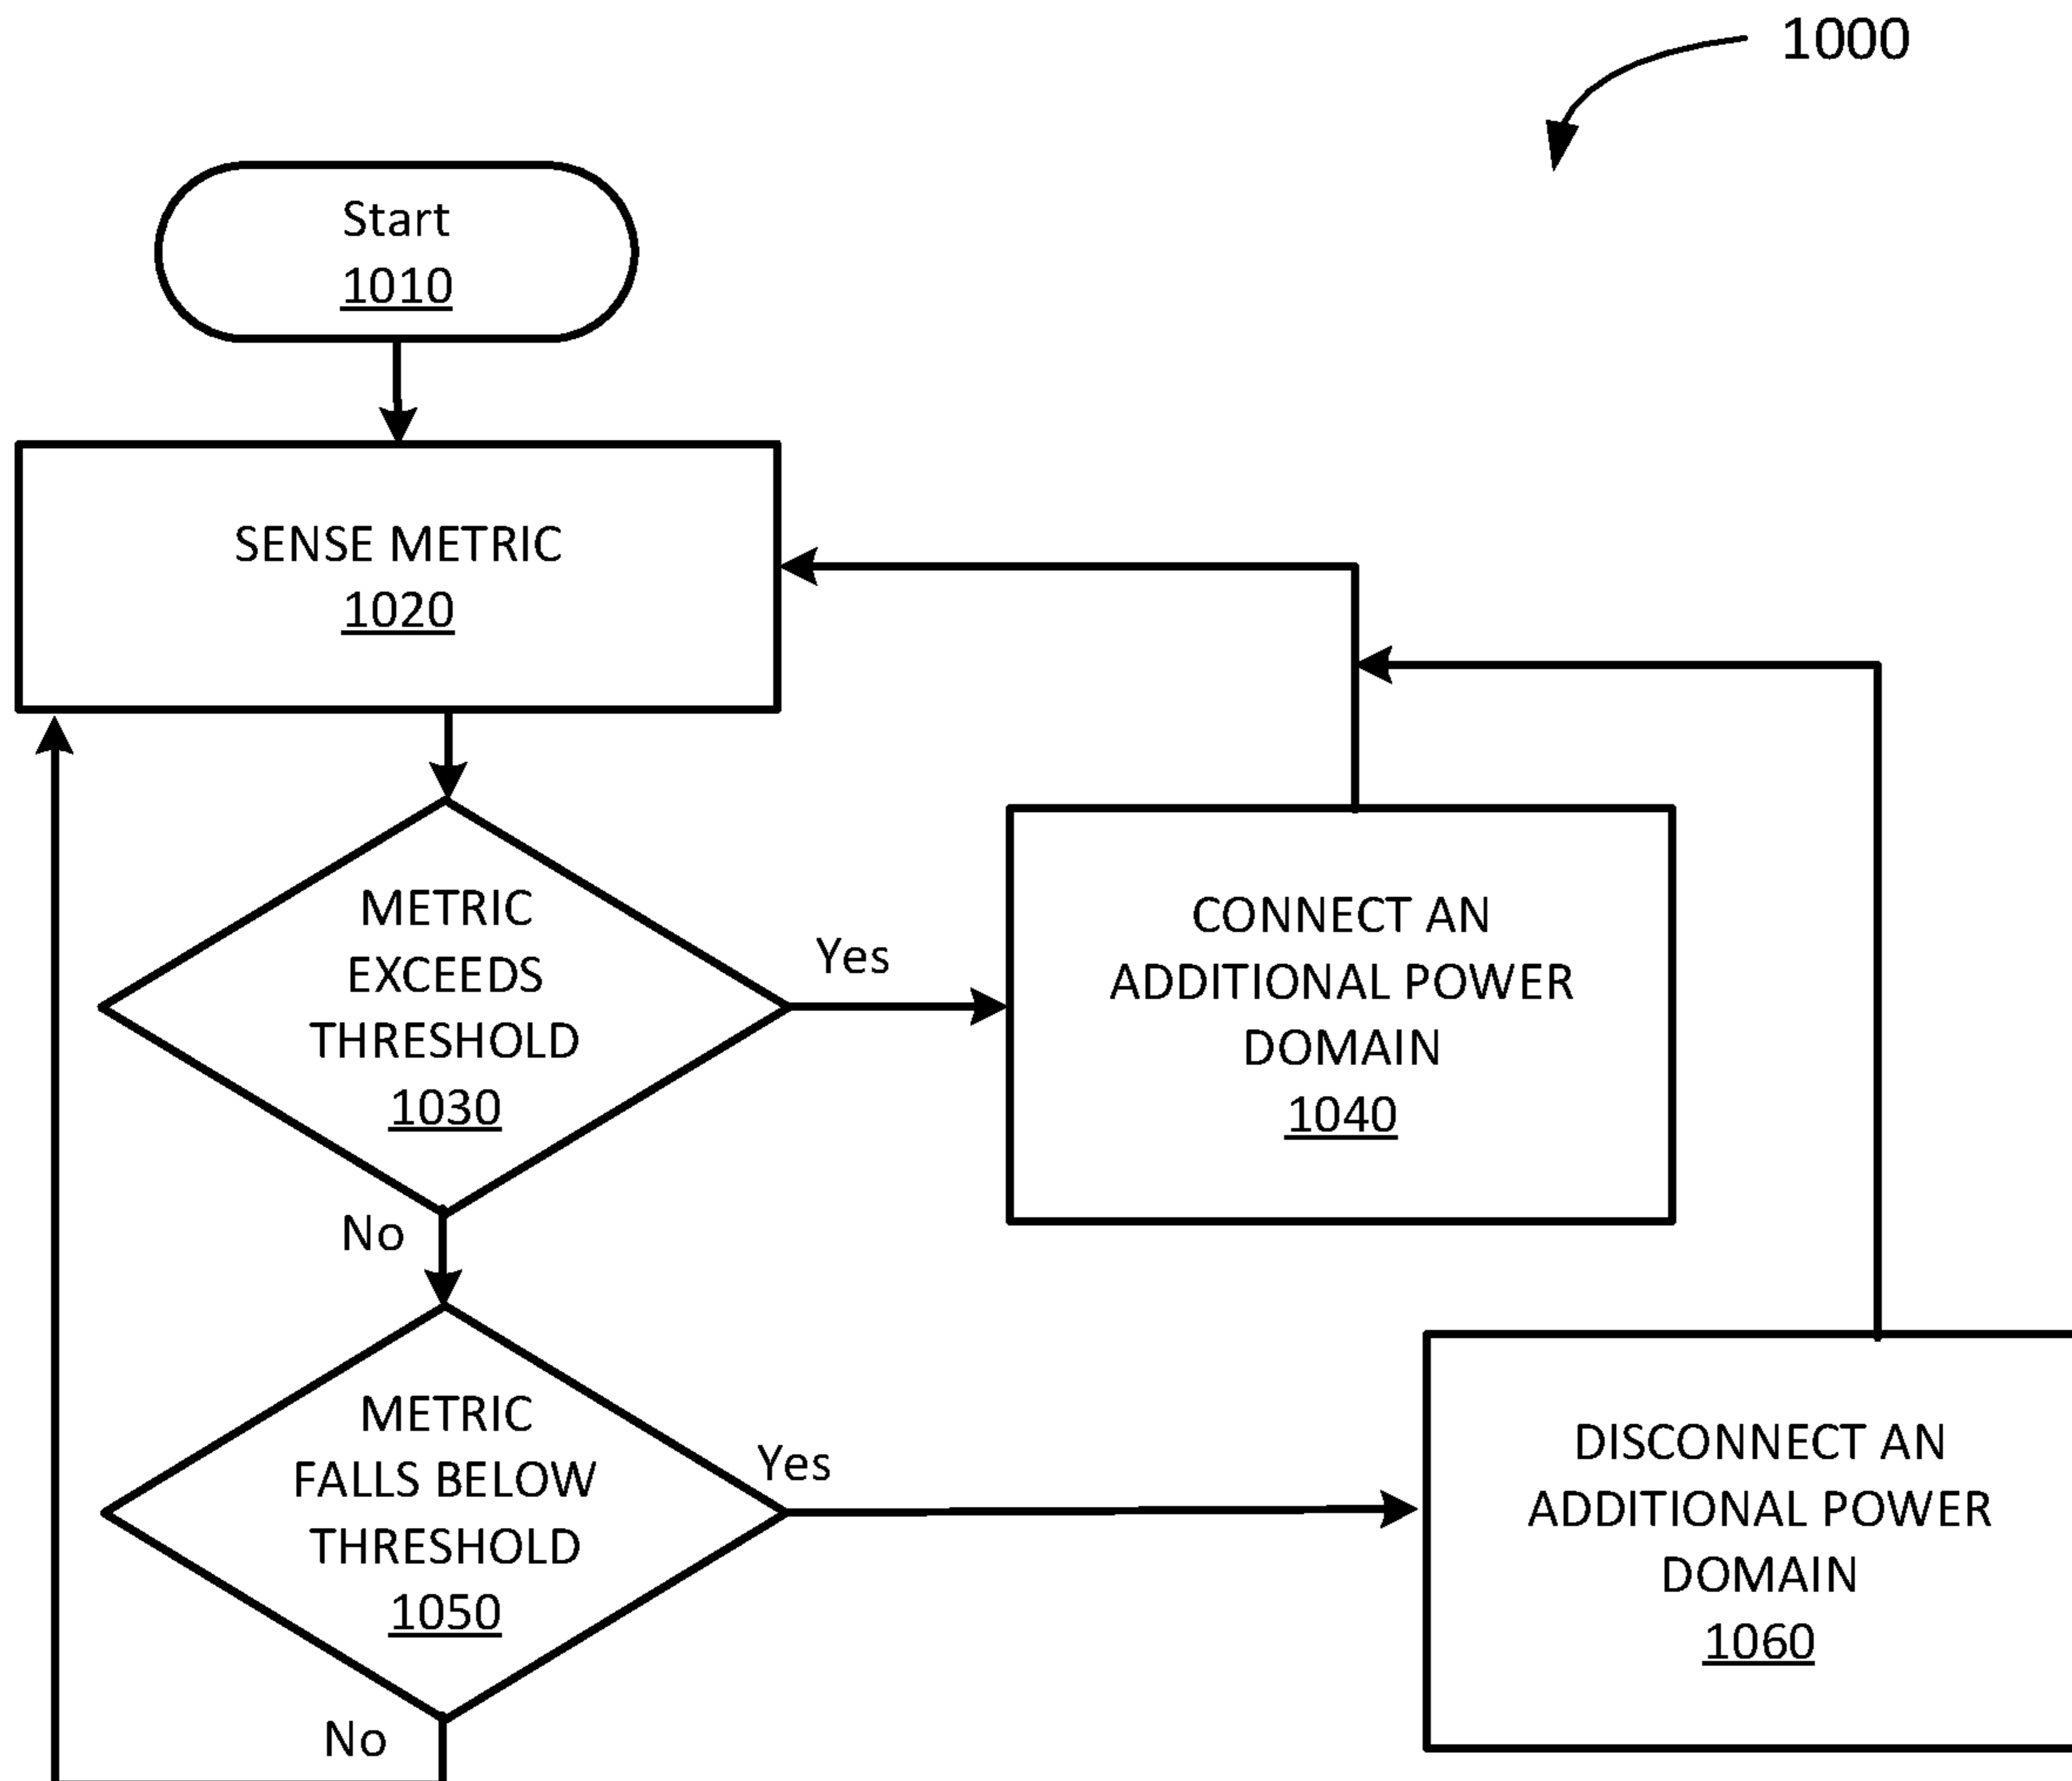 1000
Start
1010
SENSE METRIC
1020
METRIC
EXCEEDS
THRESHOLD
1030
Yes
CONNECT AN
ADDITIONAL POWER
DOMAIN
1040
No
METRIC
FALLS BELOW
THRESHOLD
1050
Yes
DISCONNECT AN
ADDITIONAL POWER
DOMAIN
1060
No